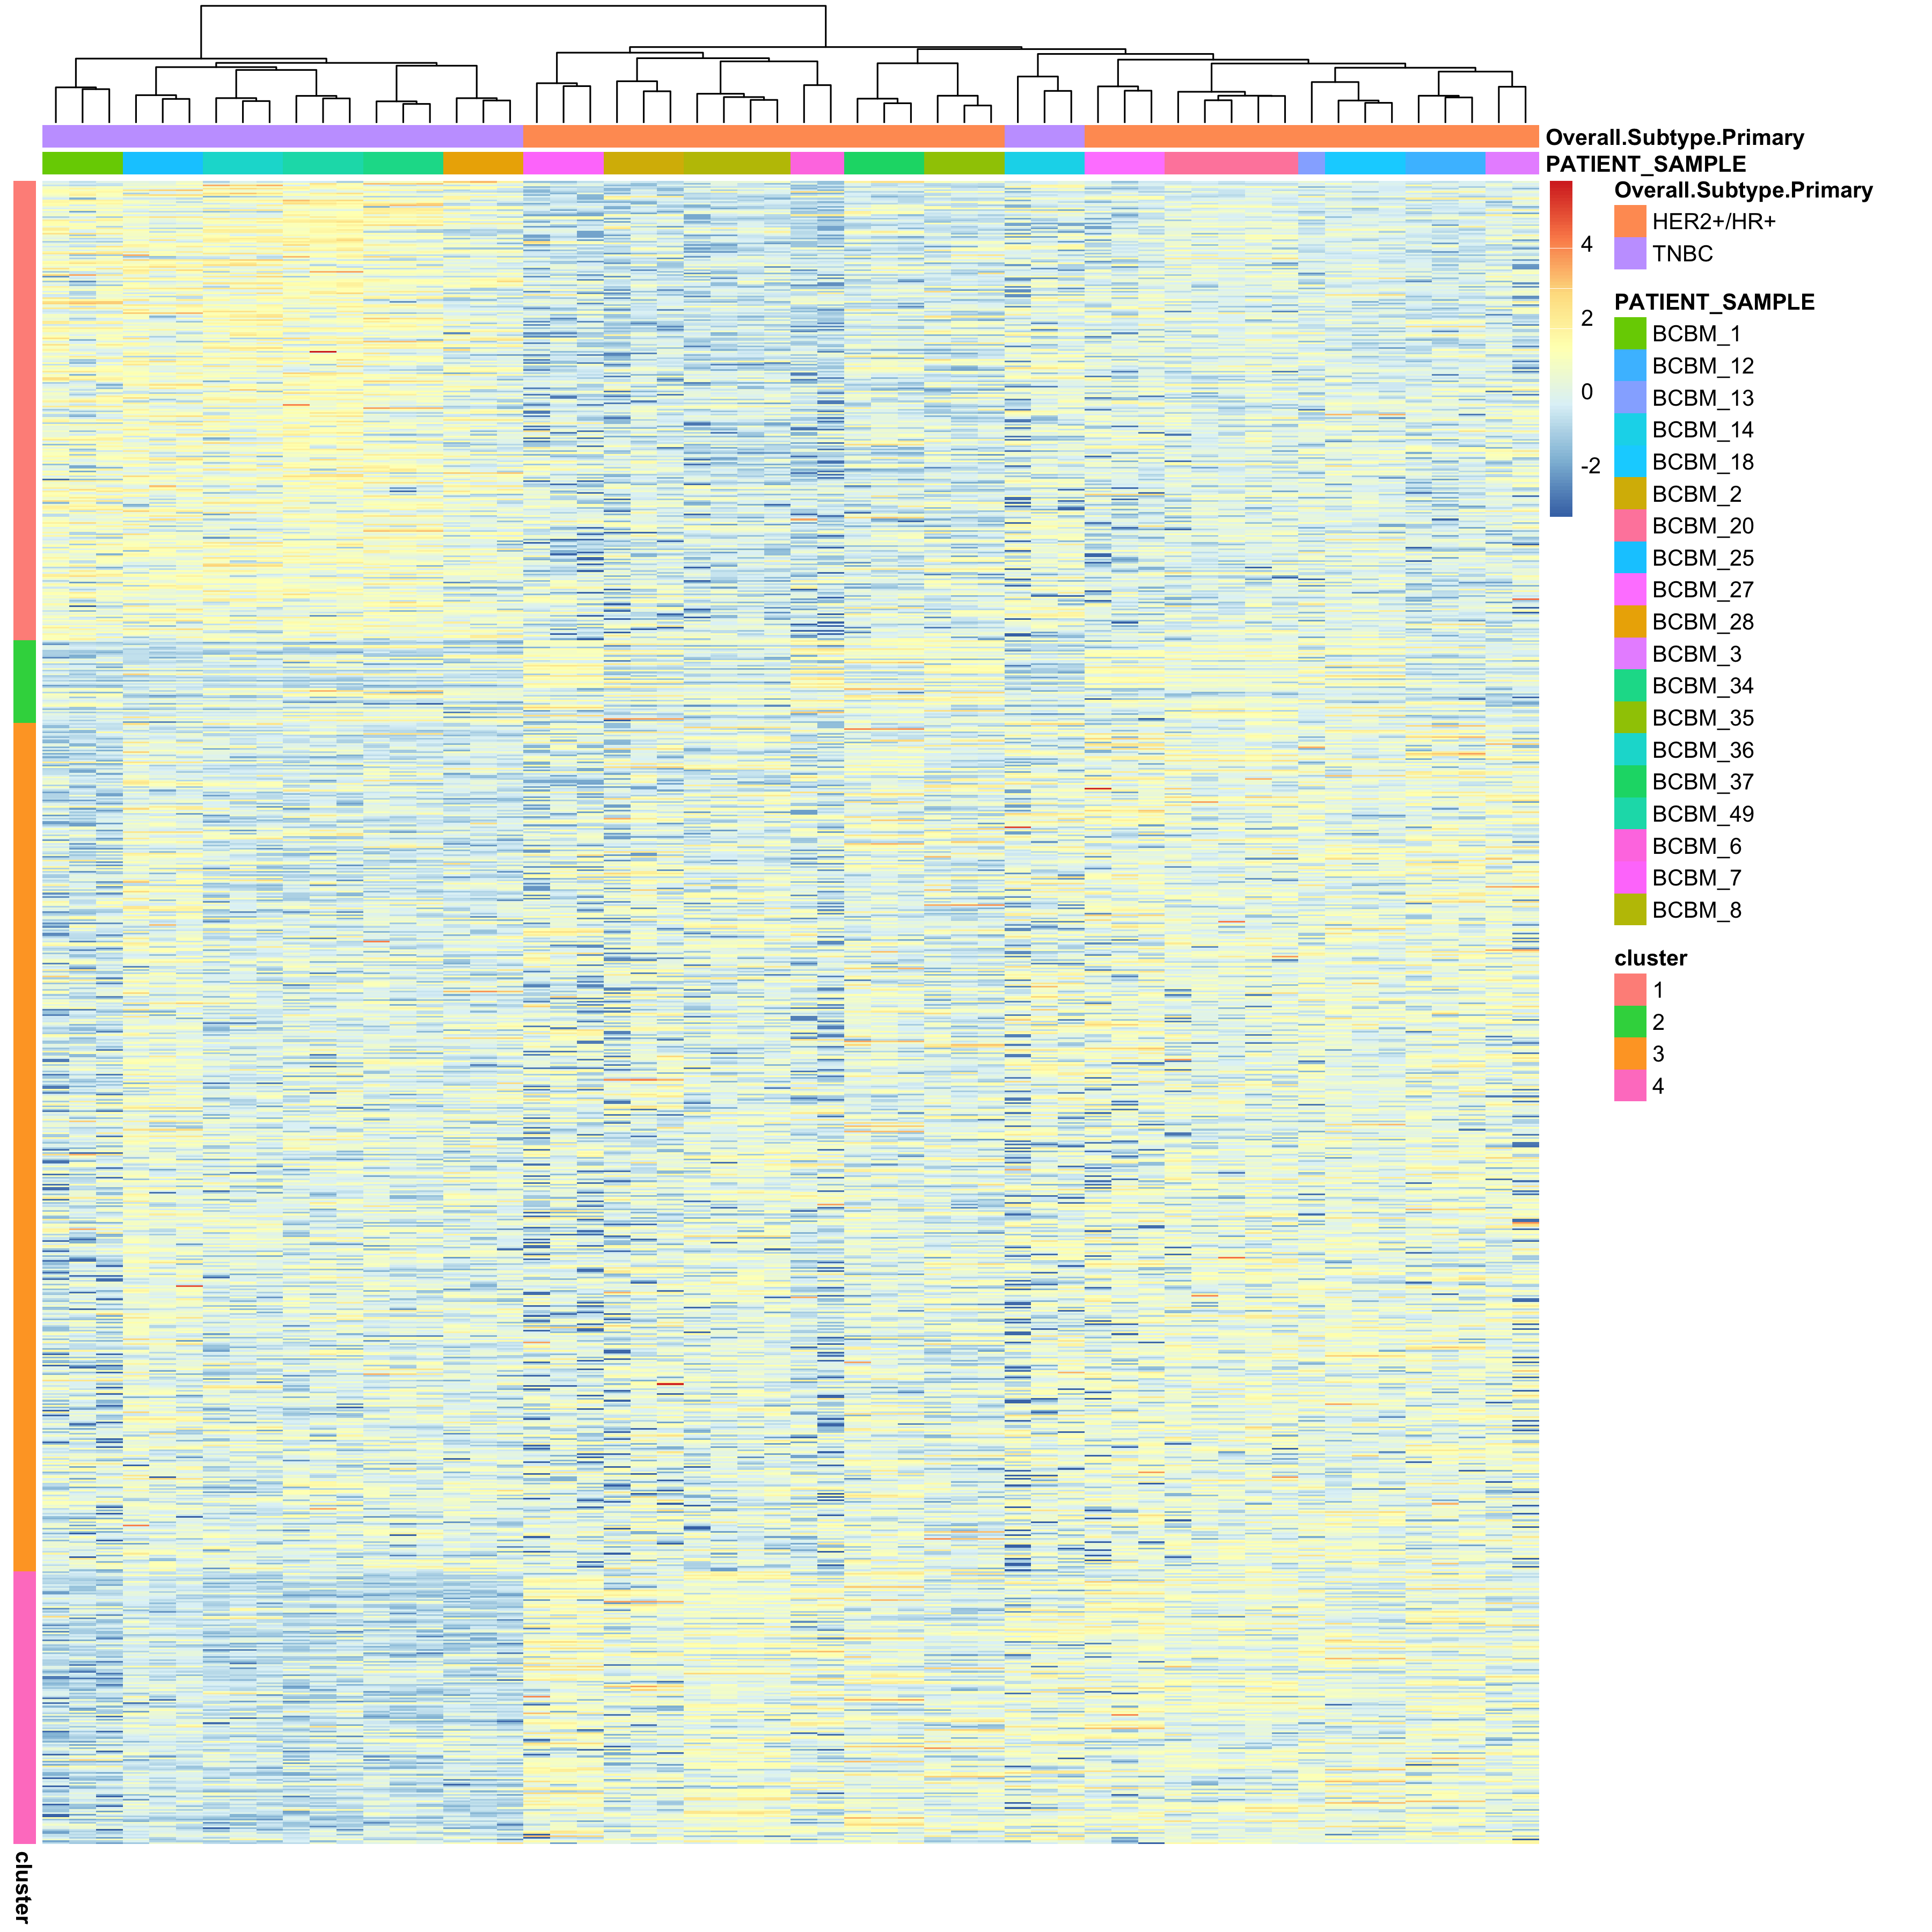 Overall.Subtype.Primary
PATIENT_SAMPLE
4
2
0
-2
Overall.Subtype.Primary
HER2+/HR+
TNBC
PATIENT_SAMPLE
BCBM_1
BCBM_12
BCBM_13
BCBM_14
BCBM_18
BCBM_2
BCBM_20
BCBM_25
BCBM_27
BCBM_28
BCBM_3
BCBM_34
BCBM_35
BCBM_36
BCBM_37
BCBM_49
BCBM_6
BCBM_7
BCBM_8
cluster
1
2
3
4
cluster